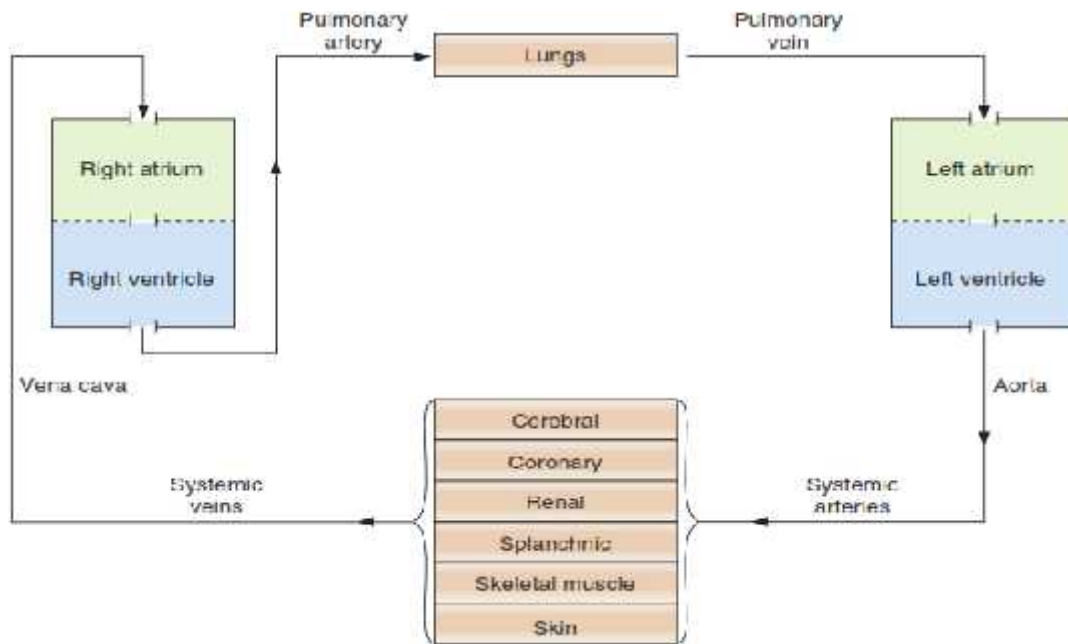 Pulmonary
artery
Lungs
Pulmonary
vein
Right atrium
Right ventricle
Left atrium
Left ventricle
Vena cava
Aorta
Cerebral
Coronary
Renal
Splanchnic
Skeletal muscle
Skin
Systemic
veins
Systemic
arteries